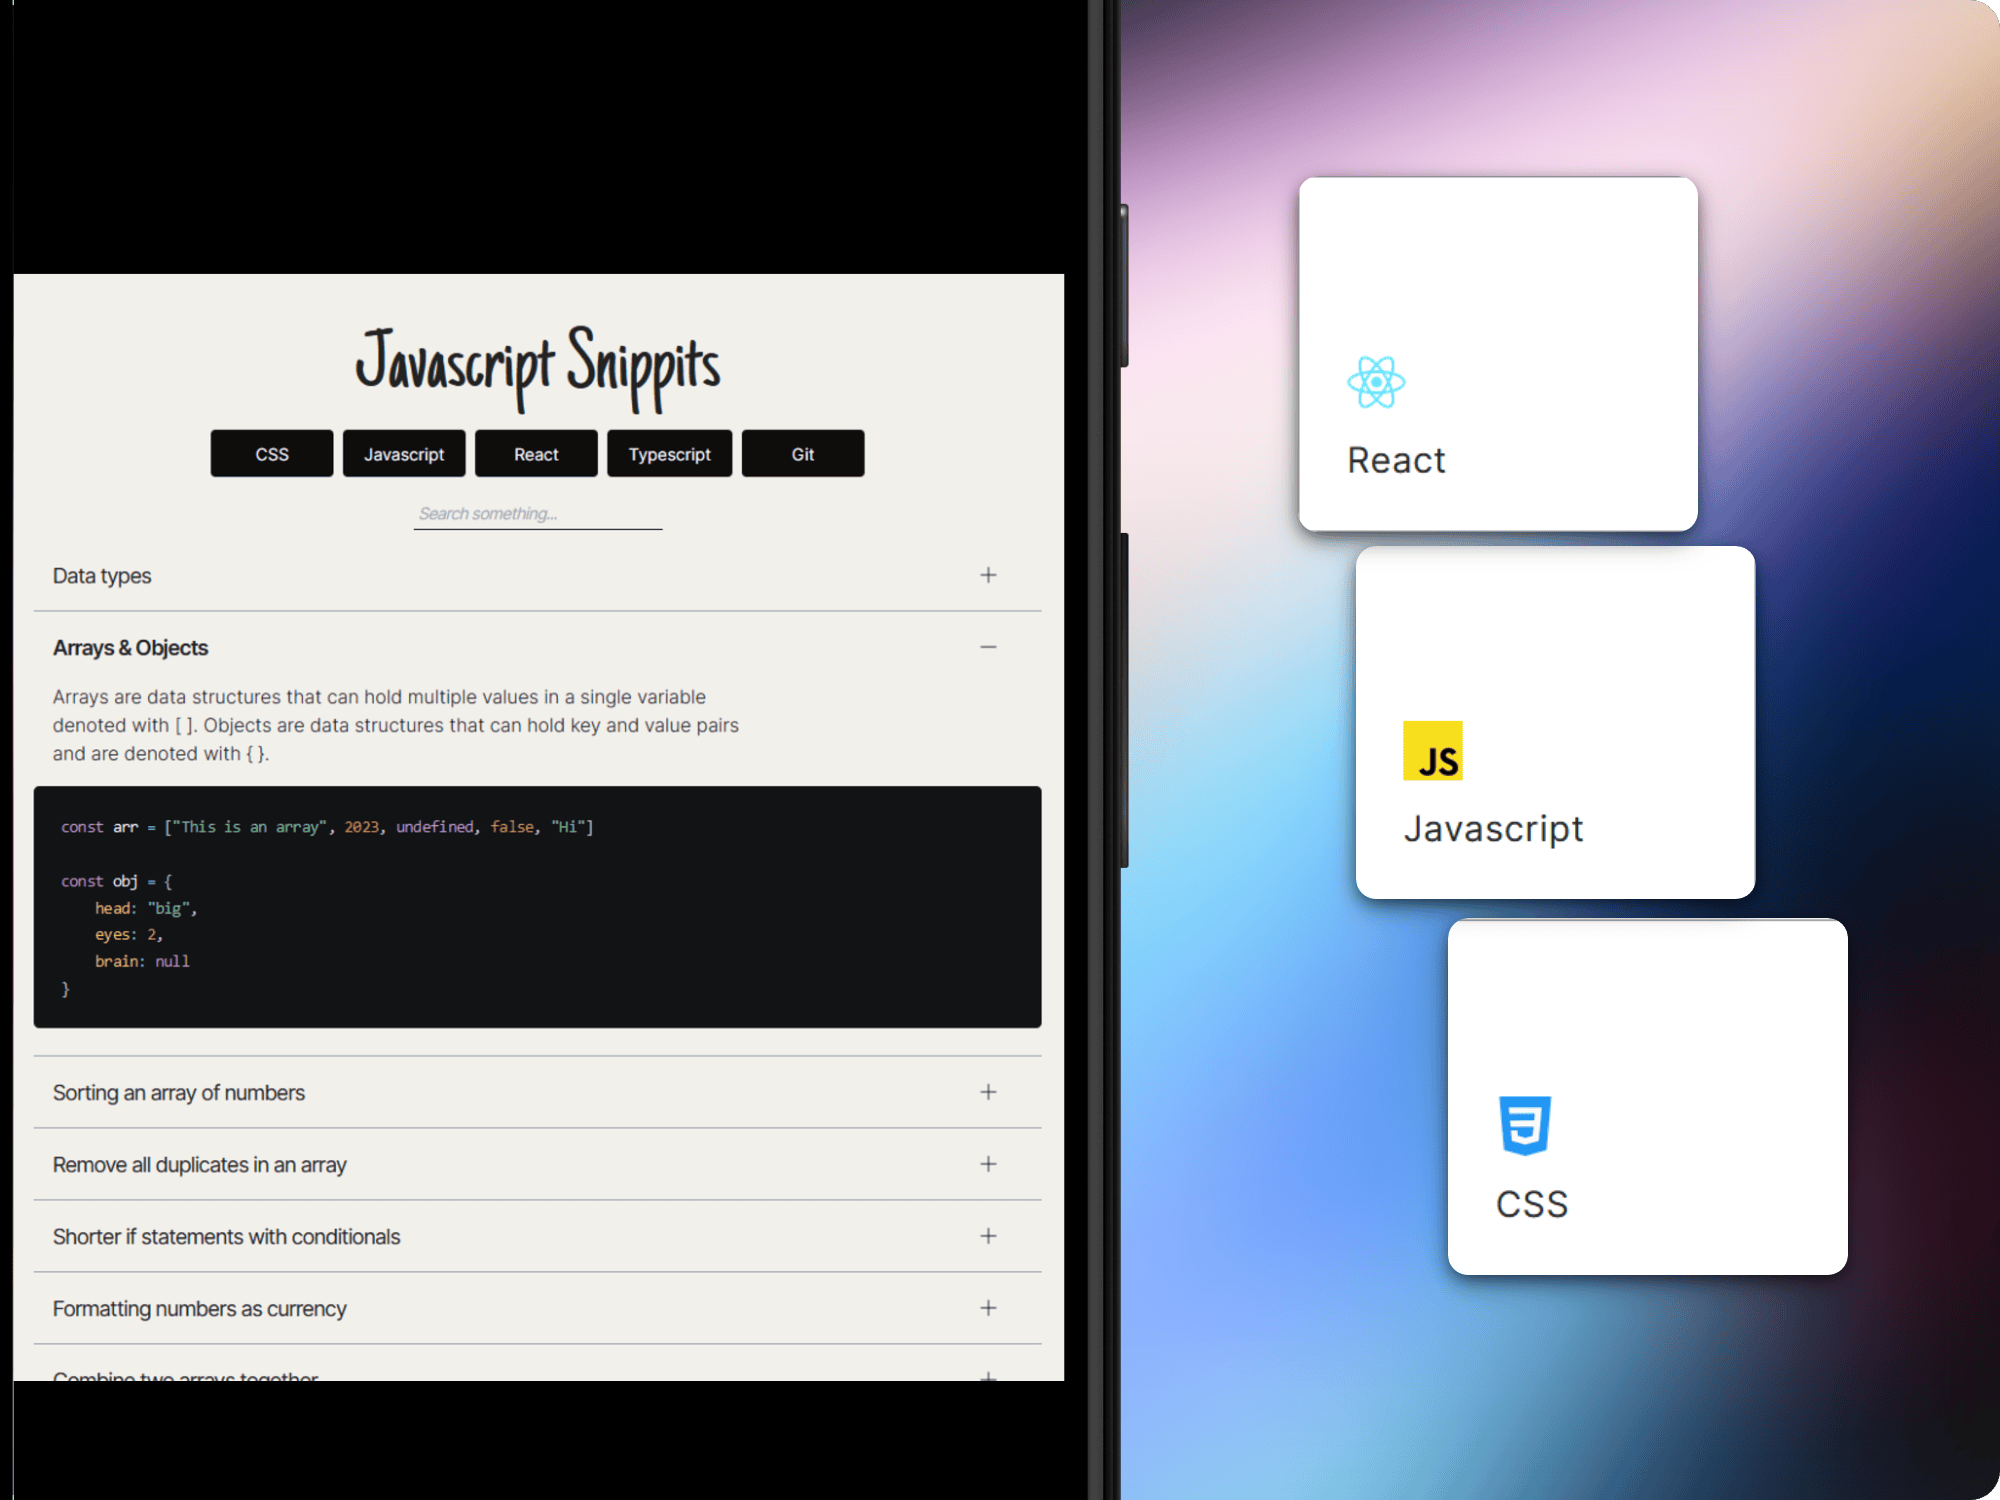 Javascript Snippits
CSS
Javascript
React
Typescript
Git
Search something...
Data types
Arrays & Objects
Arrays are data structures that can hold multiple values in a single variable
denoted with [ ]. Objects are data structures that can hold key and value pairs
and are denoted with { }.
const arr = ["This is an array", 2023, undefined, false, "Hi"]
const obj = {
    head: "big",
    eyes: 2,
    brain: null
}
Sorting an array of numbers
Remove all duplicates in an array
Shorter if statements with conditionals
Formatting numbers as currency
Combine two arrays together
React
JS
Javascript
CSS